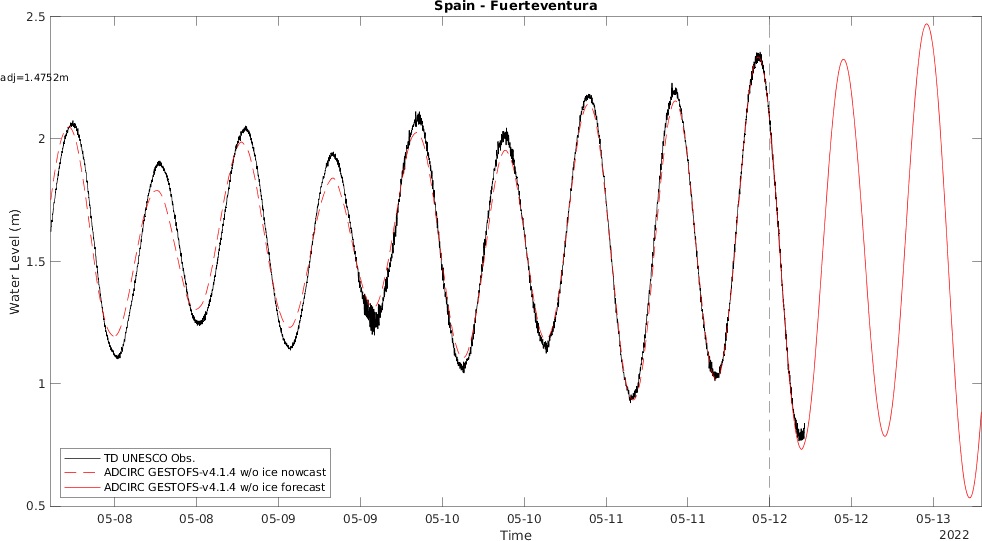 Spain - Fuerteventura
adj=1.4752m
2.5
2
1.5
1
0.5
Water Level (m)
TD UNESCO Obs.
ADCIRC GESTOFS-v4.1.4 w/o ice nowcast
ADCIRC GESTOFS-v4.1.4 w/o ice forecast
05-08 05-08 05-09 05-09 05-10 05-10 05-11 05-11 05-12 05-12 05-13
Time
2022